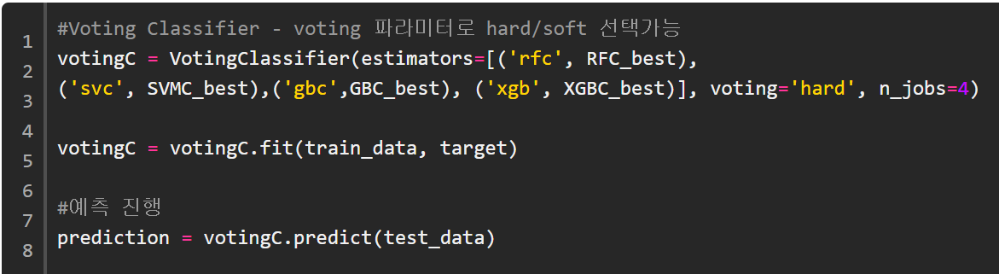 1 #Voting Classifier - voting 파라미터로 hard/soft 선택가능
2 votingC = VotingClassifier(estimators=[('rfc', RFC_best),
3 ('svc', SVMC_best),('gbc',GBC_best), ('xgb', XGBC_best)], voting='hard', n_jobs=4)
4
5 votingC = votingC.fit(train_data, target)
6
7 #예측 진행
8 prediction = votingC.predict(test_data)